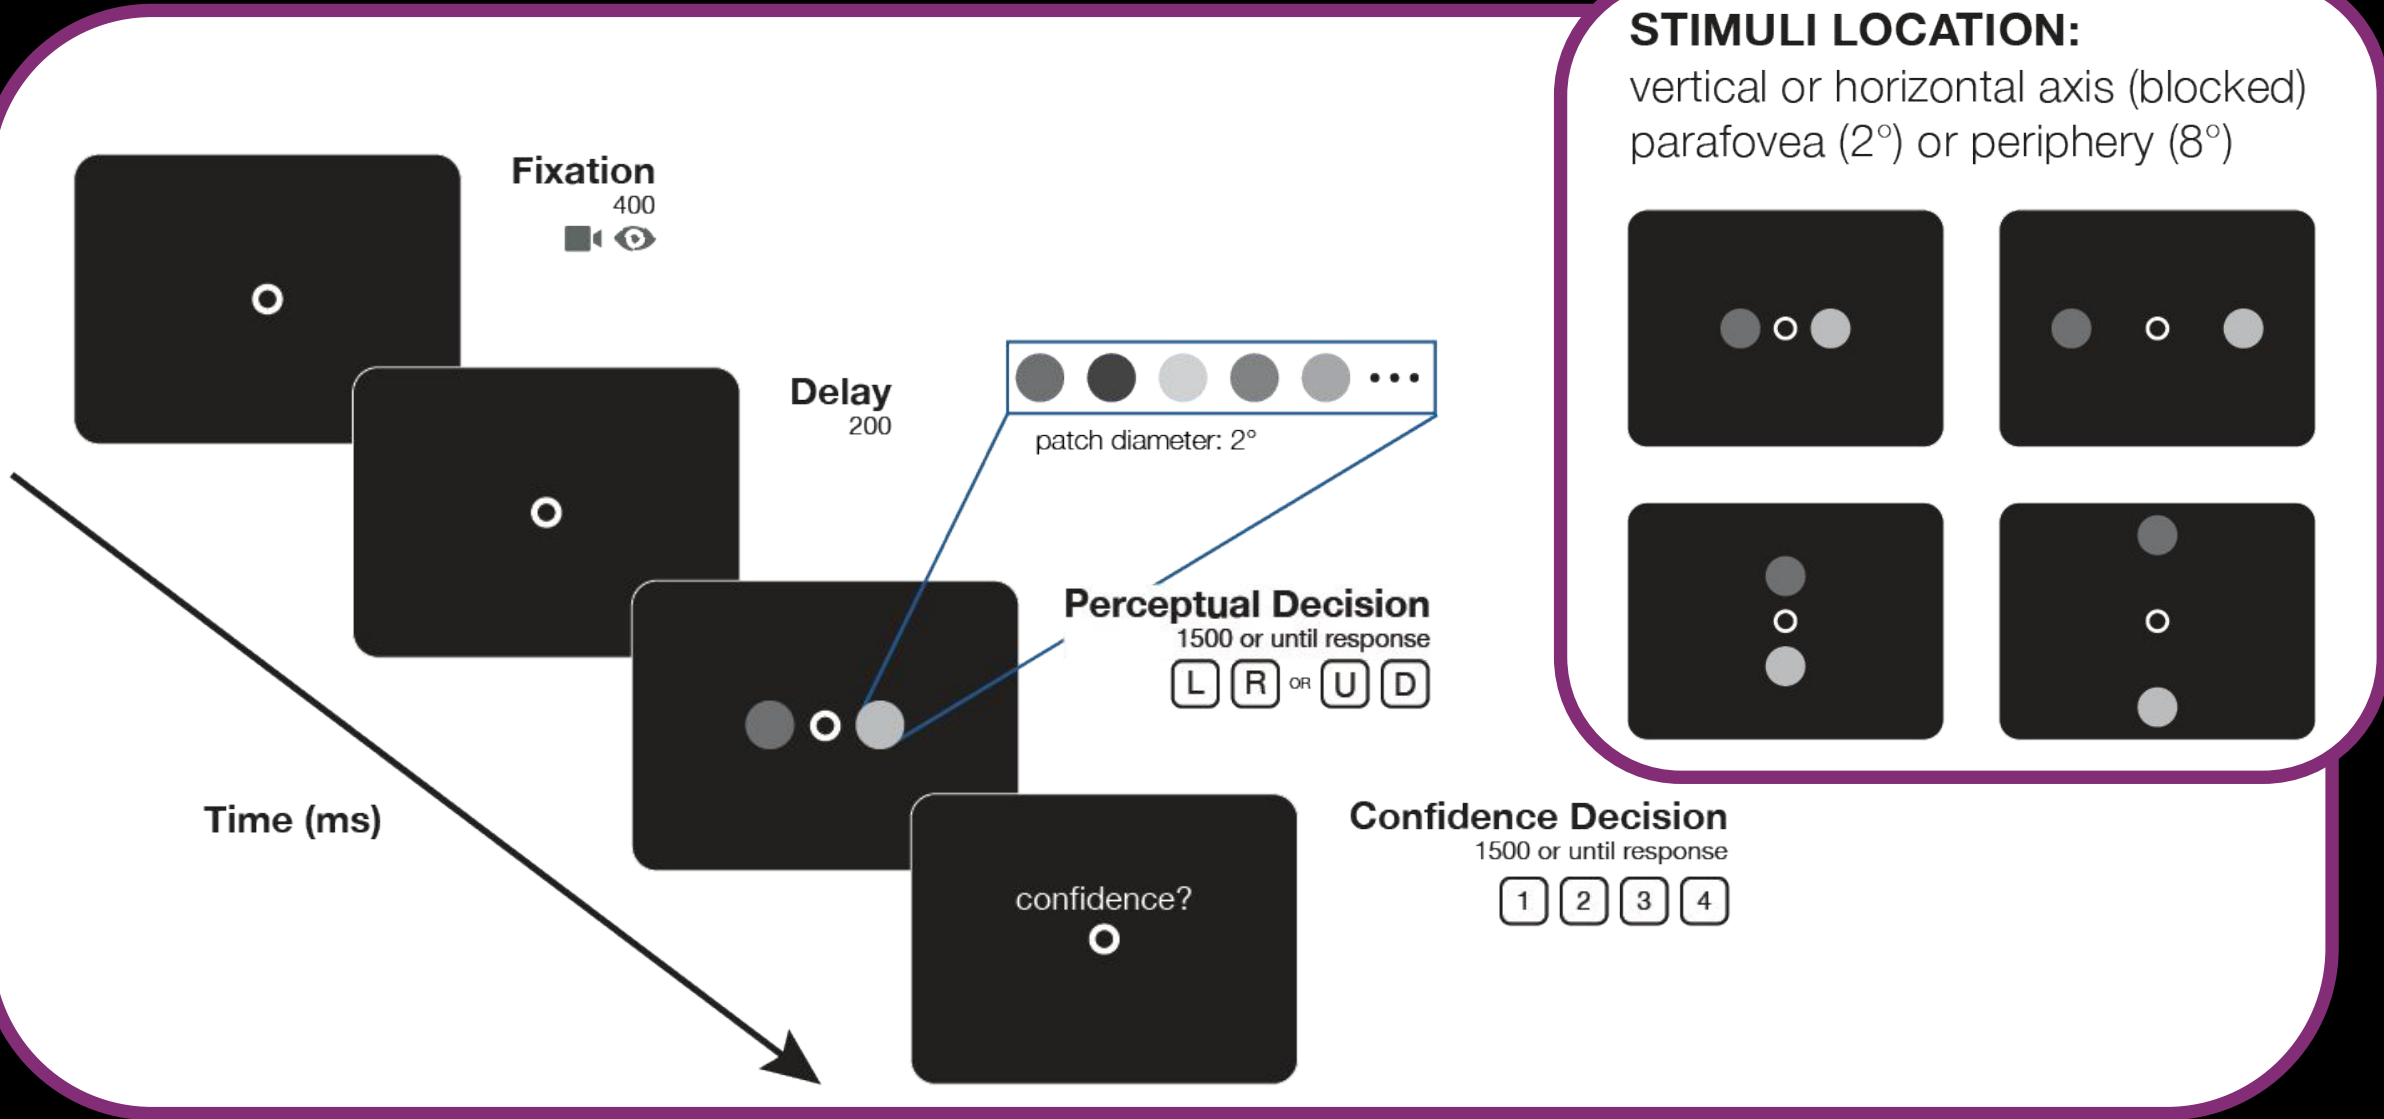 STIMULI LOCATION:
vertical or horizontal axis (blocked)
parafovea (2°) or periphery (8°)
Fixation
400
Delay
200
patch diameter: 2°
Perceptual Decision
1500 or until response
L R OR U D
Time (ms)
Confidence Decision
1500 or until response
1 2 3 4
confidence?